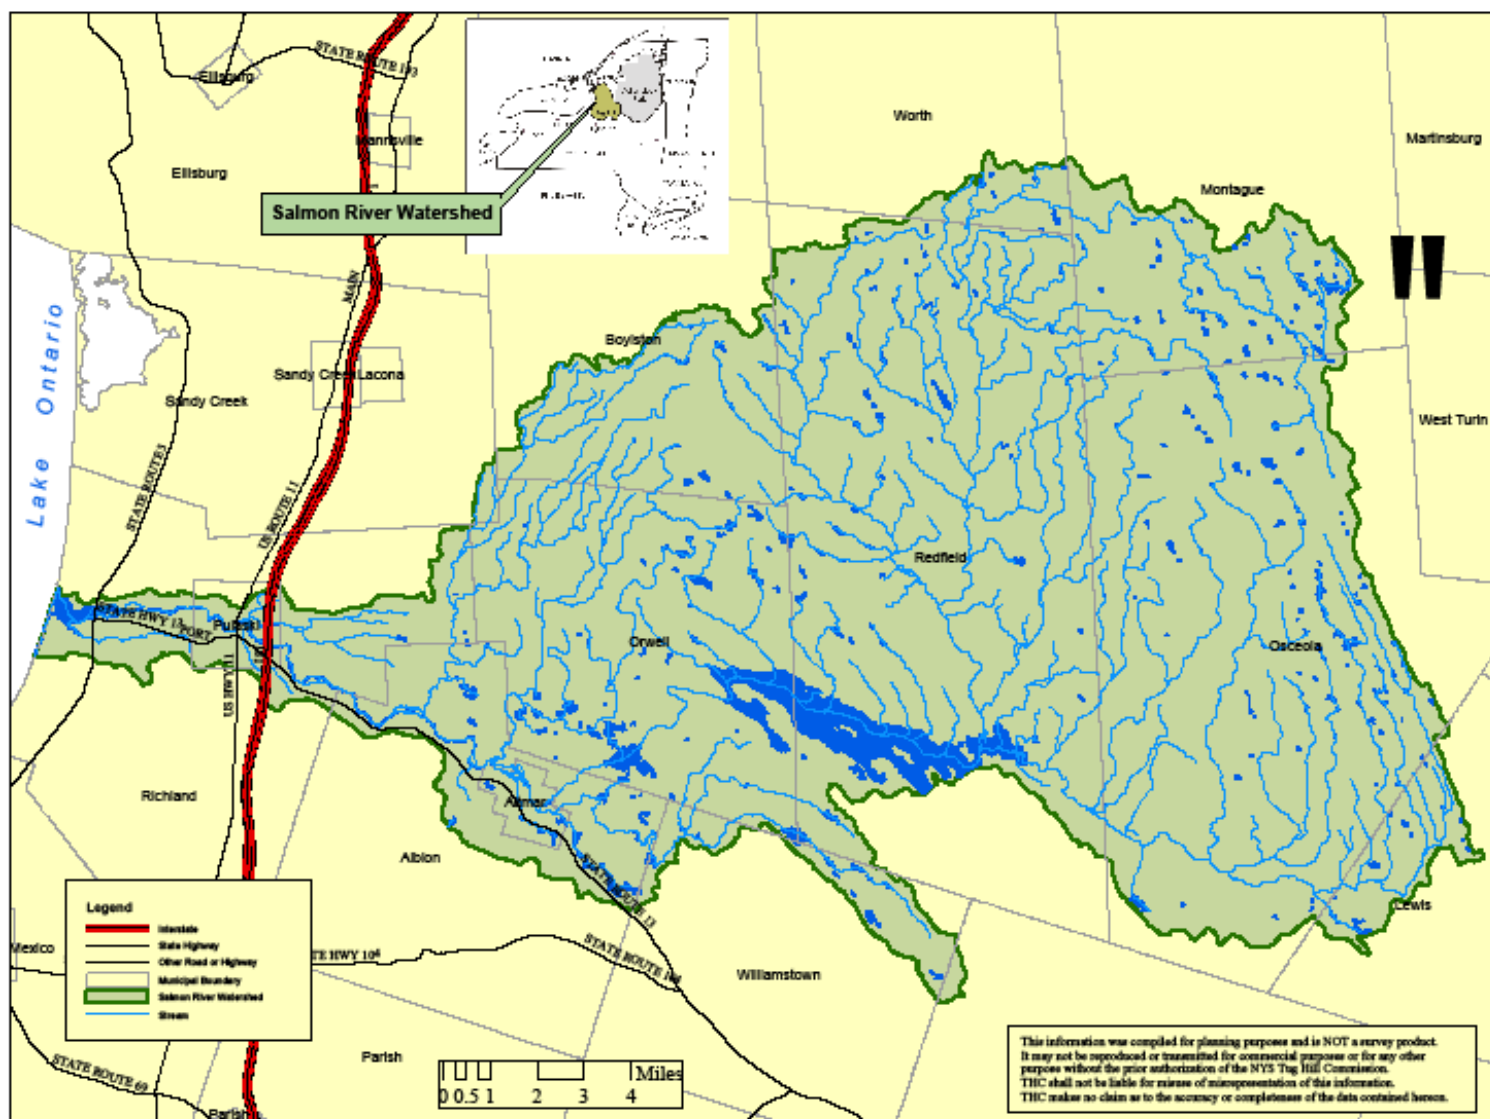 STATE ROUTE 193
Ellisburg
Mannsville
Ellisburg
Worth
Martinsburg
Montague
Salmon River Watershed
MAIN
Lake Ontario
Boylston
Sandy Creek
Lacona
Sandy Creek
West Turin
STATE ROUTE 3
US ROUTE 11
Redfield
STATE HWY 13
PORT
Pulaski
Orwell
Osceola
Richland
Altmar
Albion
STATE ROUTE 13
Lewis
Mexico
TE HWY 104
STATE ROUTE 104
Williamstown
Parish
STATE ROUTE 69
Parish
Legend
Interstate
State Highway
Other Road or Highway
Municipal Boundary
Salmon River Watershed
Stream
Miles
0 0.5 1 2 3 4
This information was compiled for planning purposes and is NOT a survey product.
It may not be reproduced or transmitted for commercial purposes or for any other
purpose without the prior authorization of the NYS Tug Hill Commission.
THC shall not be liable for misuse of misrepresentation of this information.
THC makes no claim as to the accuracy or completeness of the data contained hereon.